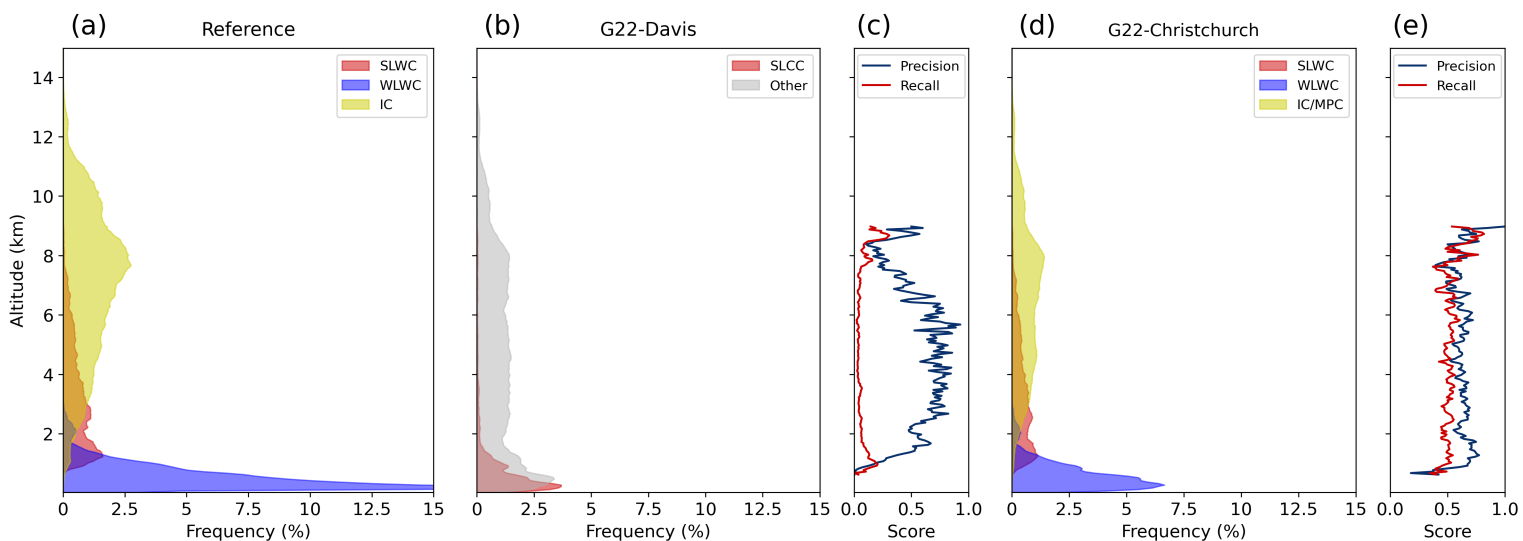 (a) Reference
SLWC
WLWC
IC
14
12
10
8
6
4
2
Altitude (km)
0 2.5 5 7.5 10 12.5 15
Frequency (%)
(b) G22-Davis
SLCC
Other
0 2.5 5 7.5 10 12.5 15
Frequency (%)
(c)
Precision
Recall
0.0 0.5 1.0
Score
(d) G22-Christchurch
SLWC
WLWC
IC/MPC
0 2.5 5 7.5 10 12.5 15
Frequency (%)
(e)
Precision
Recall
0.0 0.5 1.0
Score